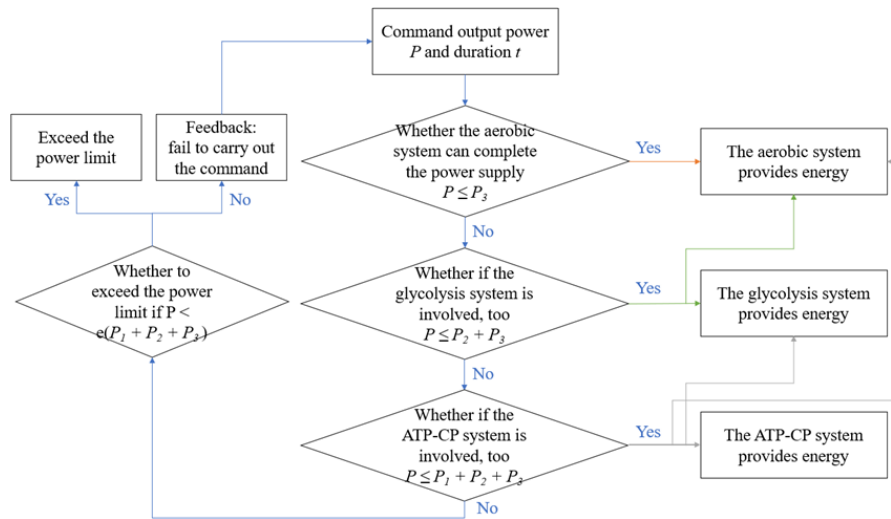 Command output power
P and duration t
Exceed the
power limit
Feedback:
fail to carry out
the command
Whether the aerobic
system can complete
the power supply
P ≤ P₃
Yes
The aerobic system
provides energy
Yes
No
No
Whether to
exceed the power
limit if P <
e(P₁ + P₂ + P₃)
Whether if the
glycolysis system is
involved, too
P ≤ P₂ + P₃
Yes
The glycolysis system
provides energy
No
Whether if the
ATP-CP system is
involved, too
P ≤ P₁ + P₂ + P₃
Yes
The ATP-CP system
provides energy
No